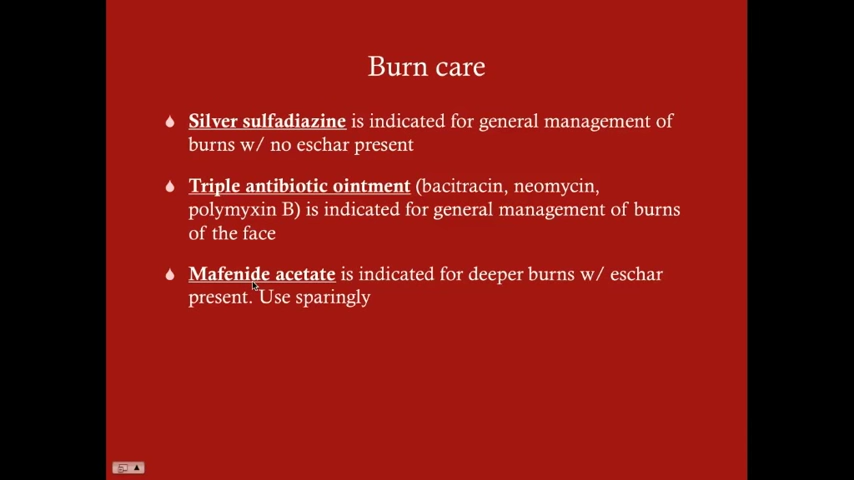 Burn care
Silver sulfadiazine is indicated for general management of
burns w/ no eschar present
Triple antibiotic ointment (bacitracin, neomycin,
polymyxin B) is indicated for general management of burns
of the face
Mafenide acetate is indicated for deeper burns w/ eschar
present. Use sparingly